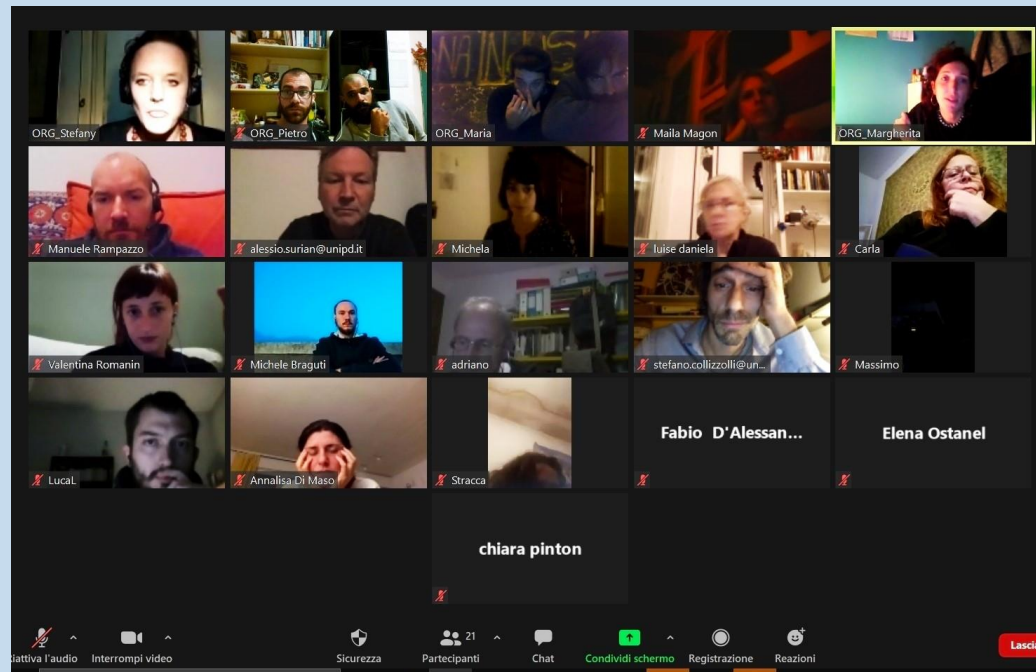 ORG_Stefany
ORG_Pietro
ORG_Maria
Maila Magon
ORG_Margherita
Manuele Rampazzo
alessio.surian@unipd.it
Michela
luise daniela
Carla
Valentina Romanin
Michele Braguti
adriano
stefano.collizzolli@un...
Massimo
LucaL
Annalisa Di Maso
Stracca
Fabio D'Alessan...
Elena Ostanel
chiara pinton
21
iattiva l'audio
Interrompi video
Sicurezza
Partecipanti
Chat
Condividi schermo
Registrazione
Reazioni
Lasci